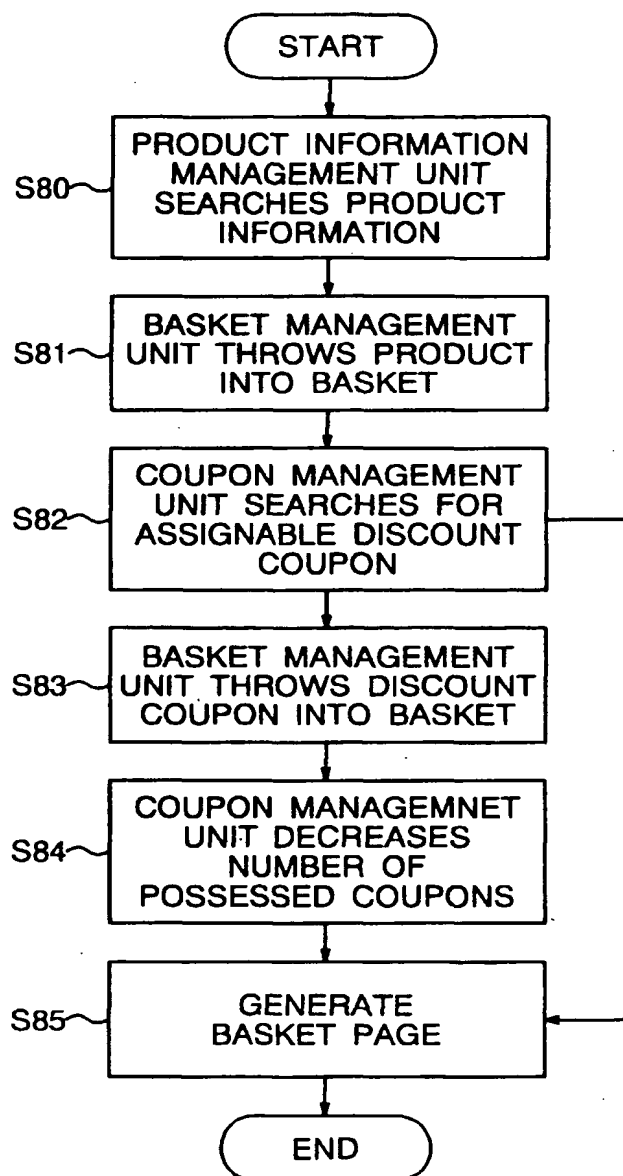 START
S80
PRODUCT INFORMATION
MANAGEMENT UNIT
SEARCHES PRODUCT
INFORMATION
S81
BASKET MANAGEMENT
UNIT THROWS PRODUCT
INTO BASKET
S82
COUPON MANAGEMENT
UNIT SEARCHES FOR
ASSIGNABLE DISCOUNT
COUPON
S83
BASKET MANAGEMENT
UNIT THROWS DISCOUNT
COUPON INTO BASKET
S84
COUPON MANAGEMNET
UNIT DECREASES
NUMBER OF
POSSESSED COUPONS
S85
GENERATE
BASKET PAGE
END